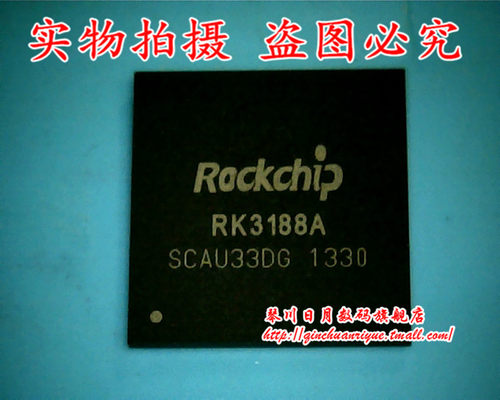 实物拍摄 盗图必究
Rockchip
RK3188A
SCAU33DG 1330
琴川日月数码旗舰店
http://qinchuanriyue.tmall.com/